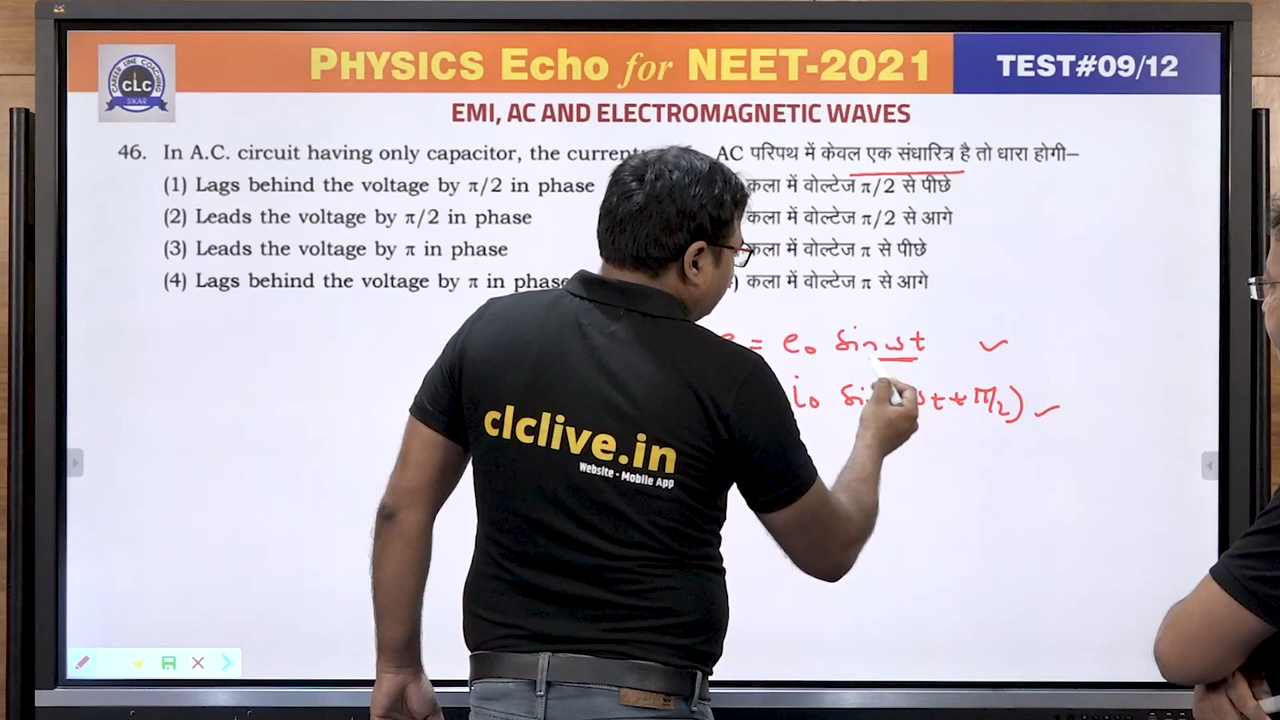 PHYSICS Echo for NEET-2021
TEST#09/12
CAREER LINE COACHING
CLC
SIKAR
EMI, AC AND ELECTROMAGNETIC WAVES
46. In A.C. circuit having only capacitor, the current
(1) Lags behind the voltage by π/2 in phase
(2) Leads the voltage by π/2 in phase
(3) Leads the voltage by π in phase
(4) Lags behind the voltage by π in phase
AC परिपथ में केवल एक संधारित्र है तो धारा होगी–
कला में वोल्टेज π/2 से पीछे
कला में वोल्टेज π/2 से आगे
कला में वोल्टेज π से पीछे
) कला में वोल्टेज π से आगे
= e₀ sin ωt ✓
i₀ t + π/2) ✓
clclive.in
Website - Mobile App